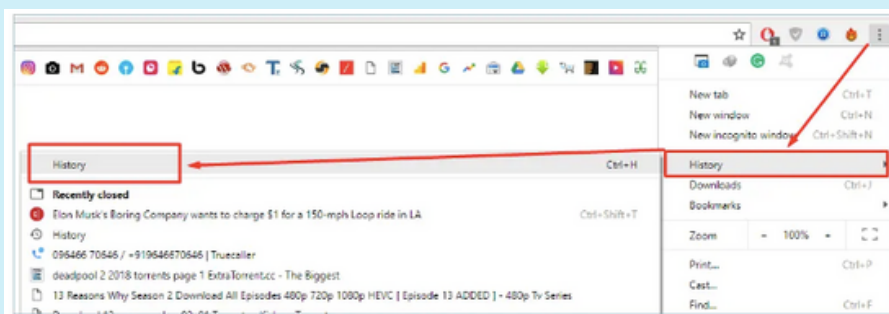 New tab Ctrl+T
New window Ctrl+N
New incognito window Ctrl+Shift+N
History
Downloads Ctrl+J
Bookmarks
Zoom - 100% +
Print... Ctrl+P
Cast...
Find... Ctrl+F
History Ctrl+H
Recently closed
Elon Musk's Boring Company wants to charge $1 for a 150-mph Loop ride in LA Ctrl+Shift+T
History
096466 70646 / +919646670646 | Truecaller
deadpool 2 2018 torrents page 1 ExtraTorrent.cc - The Biggest
13 Reasons Why Season 2 Download All Episodes 480p 720p 1080p HEVC [ Episode 13 ADDED ] - 480p Tv Series